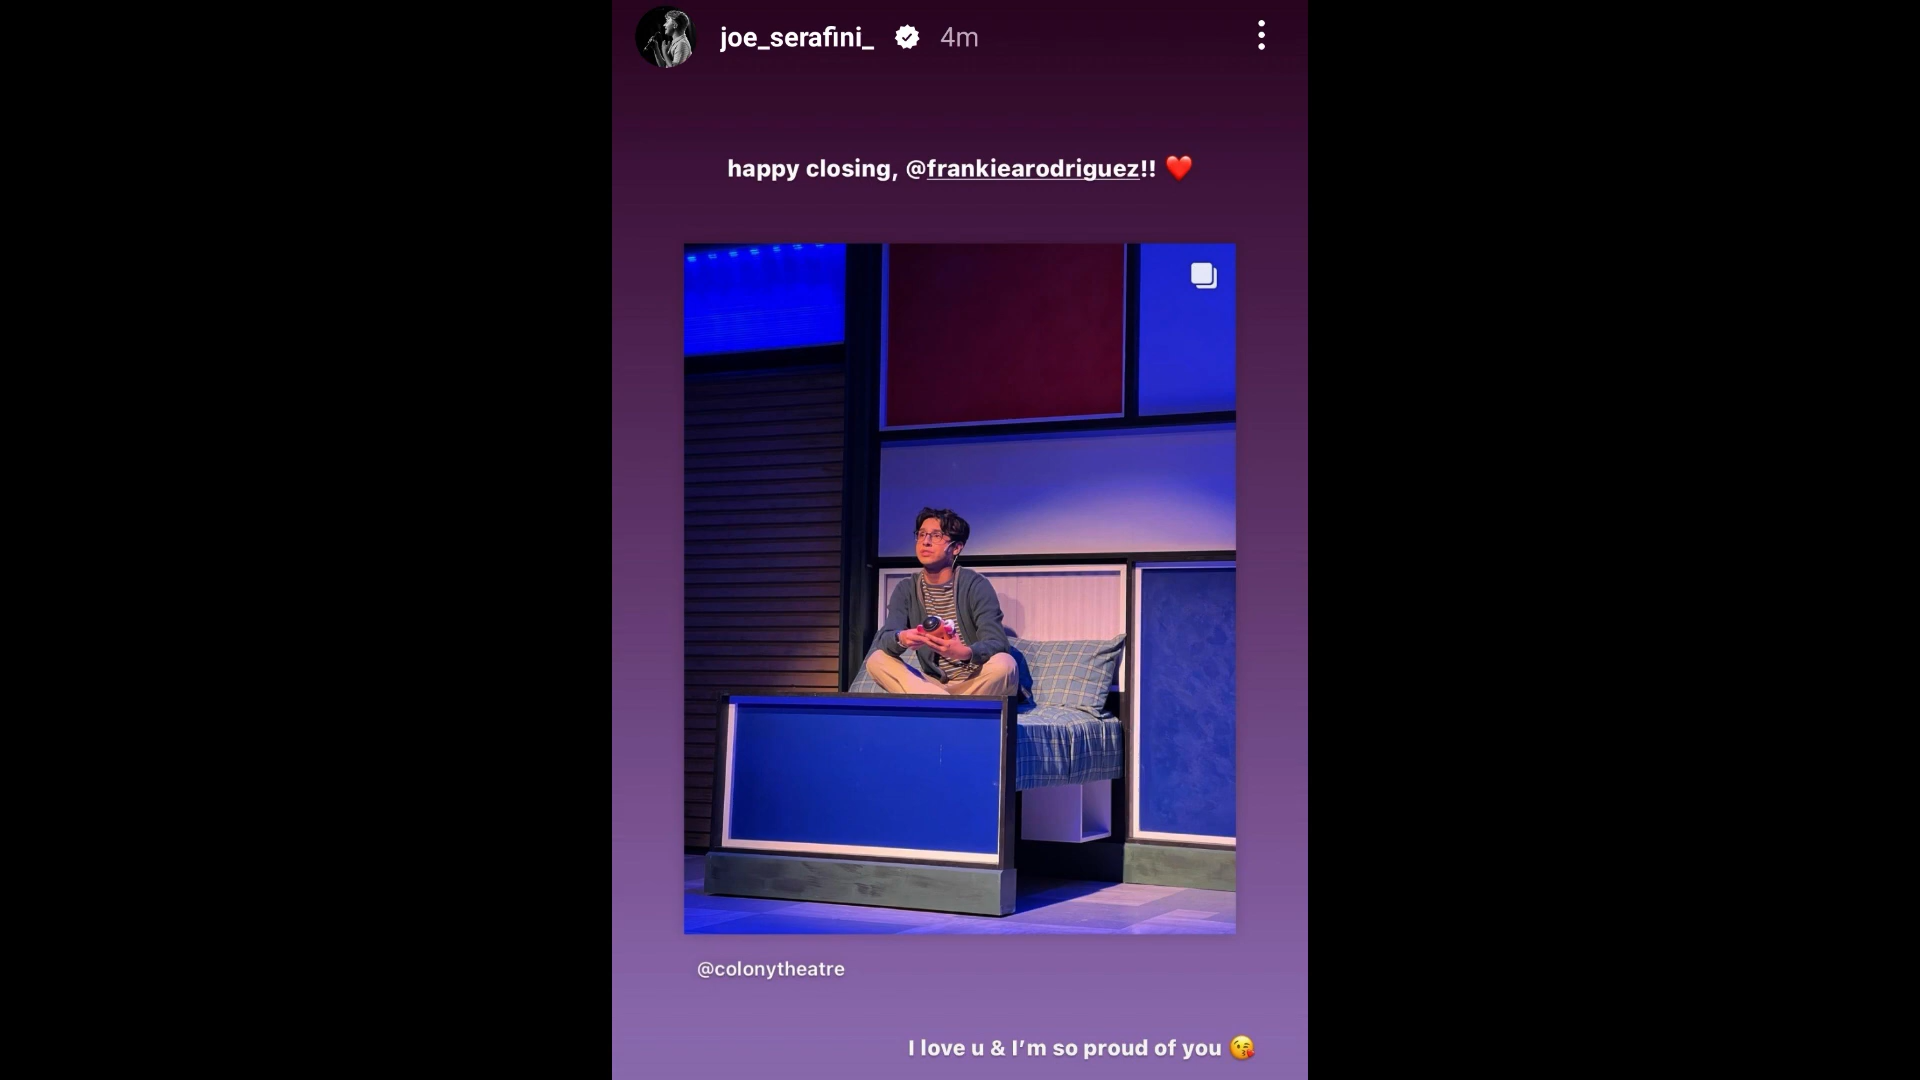 joe_serafini_ 4m
happy closing, @frankiearodriguez!! ❤️
@colonytheatre
I love u & I’m so proud of you 😘